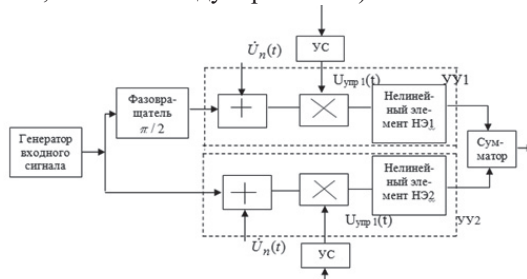 УС
U̇ₙ(t)
Uупр 1(t)
УУ1
Фазовра-
щатель
π / 2
Нелиней-
ный эле-
мент НЭ1
Генератор
входного
сигнала
Сум-
матор
Нелиней-
ный эле-
мент НЭ2
Uупр 1(t)
УУ2
U̇ₙ(t)
УС